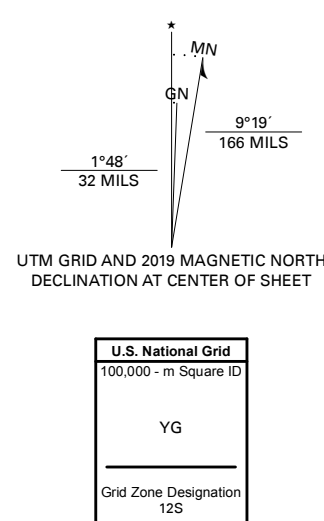 ★
MN
GN
9°19´
166 MILS
1°48´
32 MILS
UTM GRID AND 2019 MAGNETIC NORTH
DECLINATION AT CENTER OF SHEET
U.S. National Grid
100,000 - m Square ID
YG
Grid Zone Designation
12S